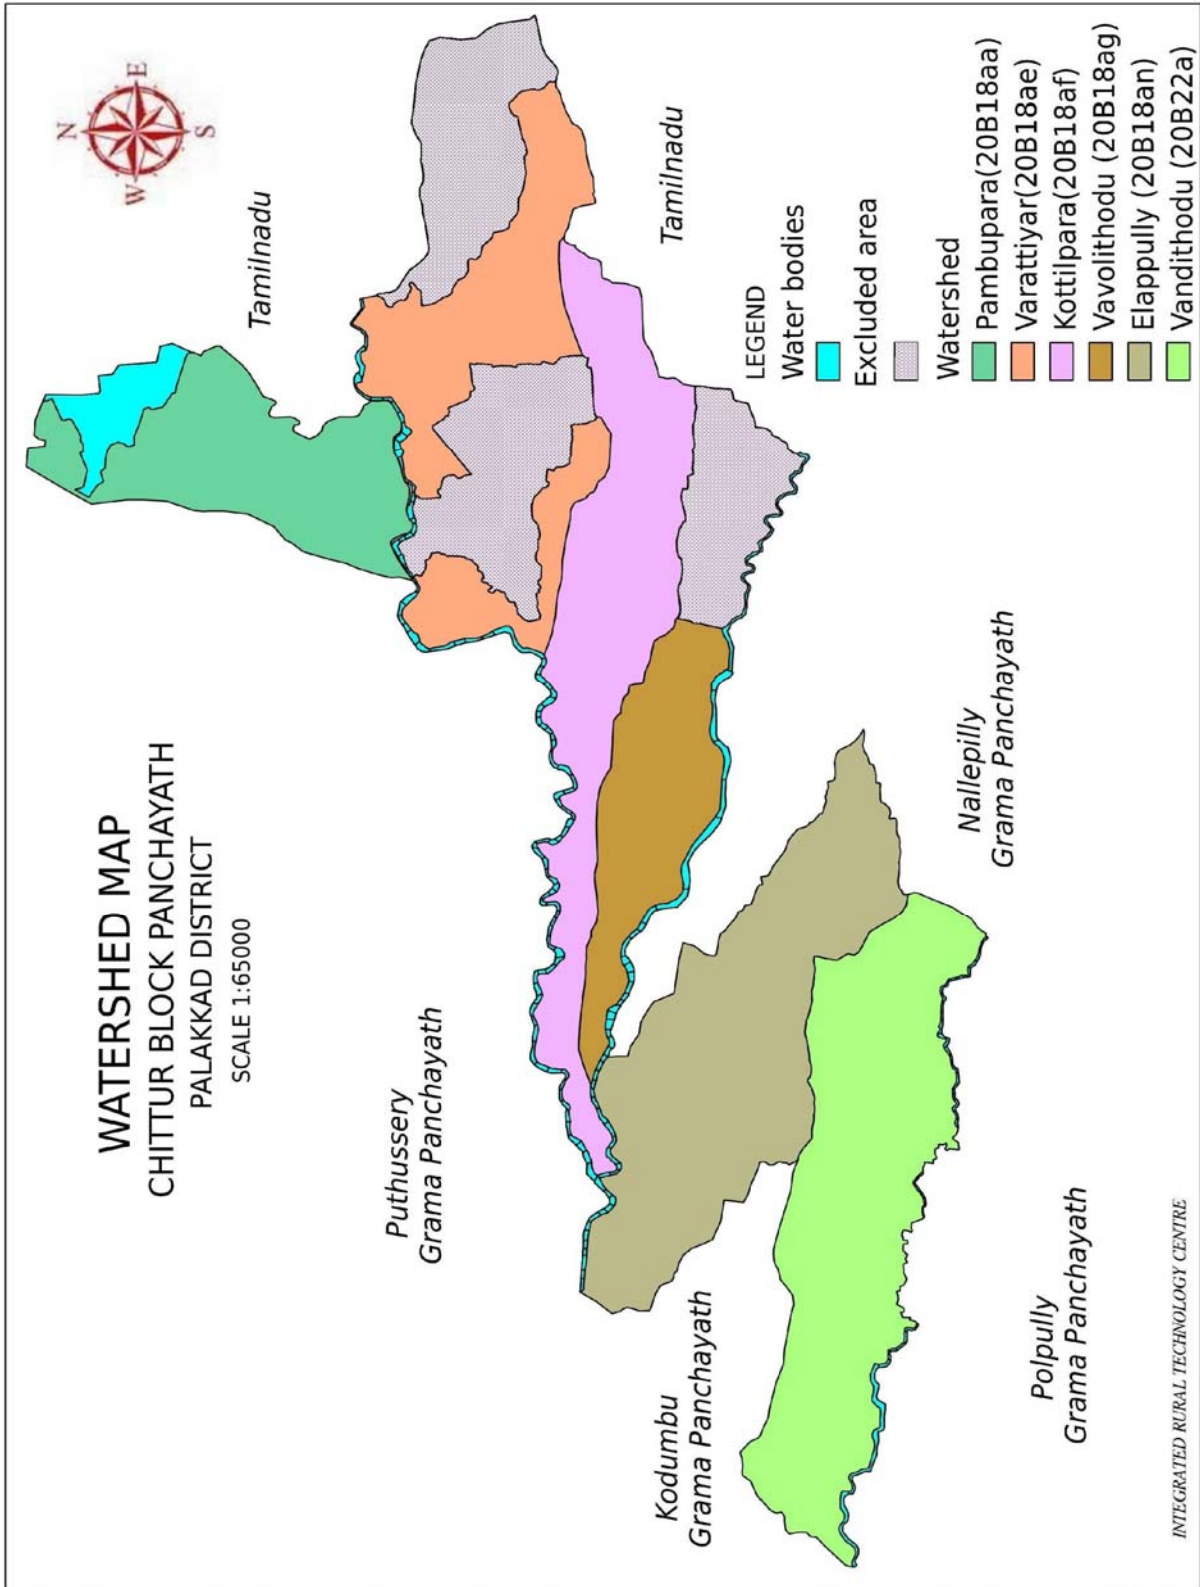 WATERSHED MAP
CHITTUR BLOCK PANCHAYATH
PALAKKAD DISTRICT
SCALE 1:65000
N
E
W
S
Tamilnadu
Puthussery
Grama Panchayath
Tamilnadu
Kodumbu
Grama Panchayath
Nallepilly
Grama Panchayath
Polpully
Grama Panchayath
LEGEND
Water bodies
Excluded area
Watershed
Pambupara(20B18aa)
Varattiyar(20B18ae)
Kottilpara(20B18af)
Vavolithodu (20B18ag)
Elappully (20B18an)
Vandithodu (20B22a)
INTEGRATED RURAL TECHNOLOGY CENTRE